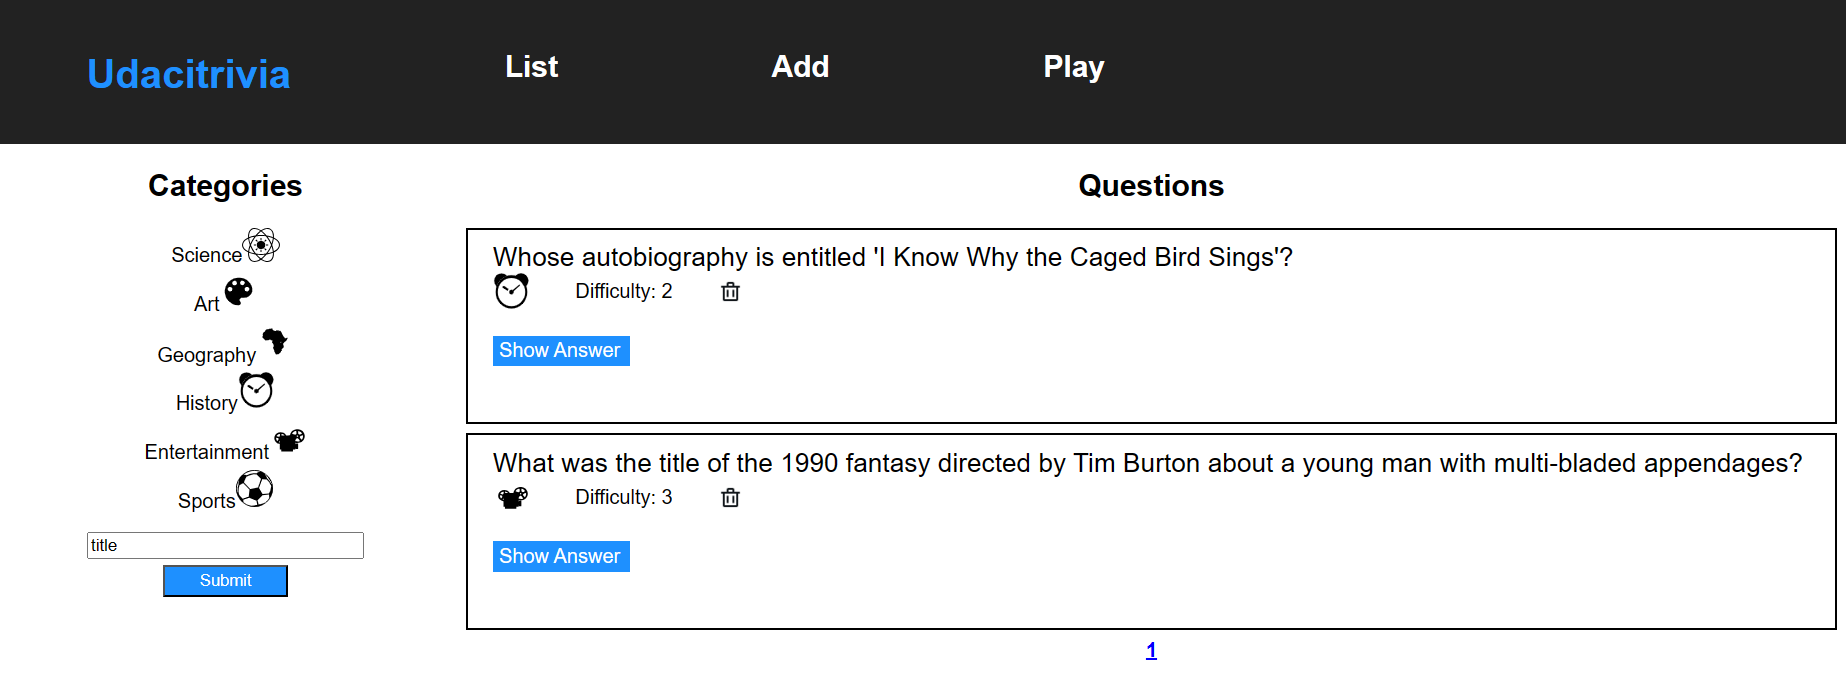 Udacitrivia
List
Add
Play
Categories
Science
Art
Geography
History
Entertainment
Sports
title
Submit
Questions
Whose autobiography is entitled 'I Know Why the Caged Bird Sings'?
Difficulty: 2
Show Answer
What was the title of the 1990 fantasy directed by Tim Burton about a young man with multi-bladed appendages?
Difficulty: 3
Show Answer
1